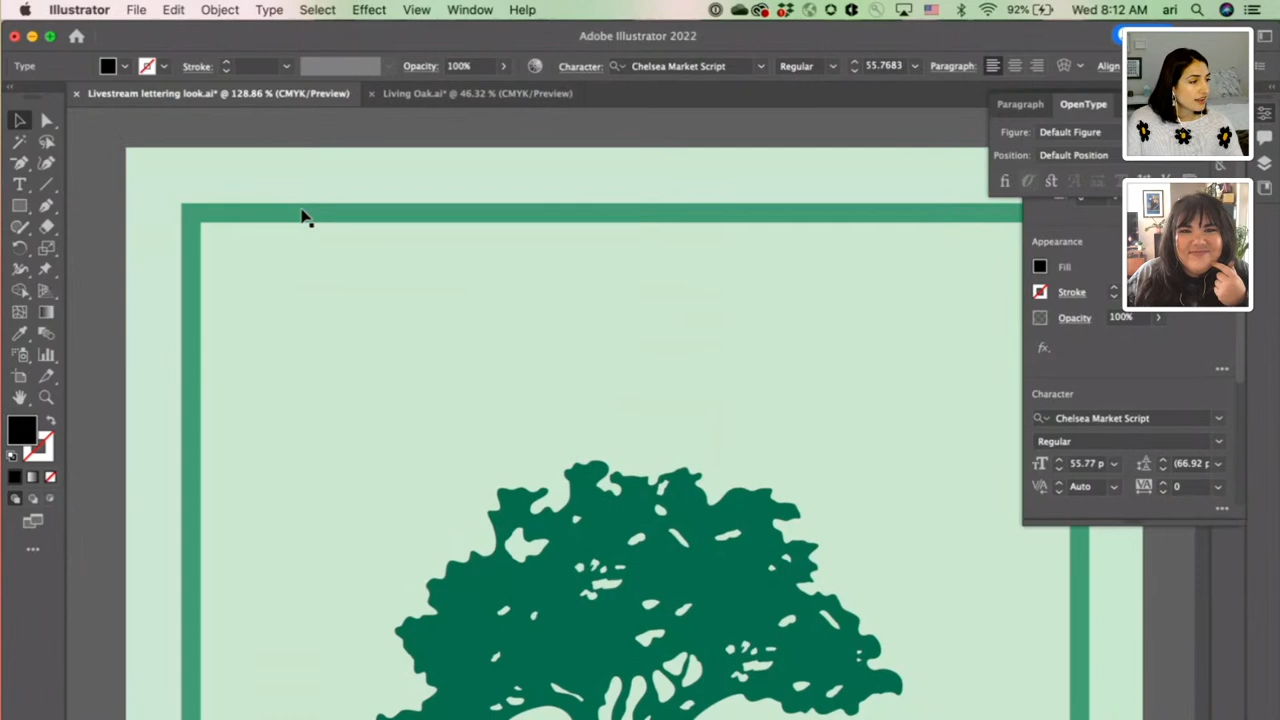 Illustrator File Edit Object Type Select Effect View Window Help 92% Wed 8:12 AM ari
Adobe Illustrator 2022
Type Stroke: Opacity: 100% Character: Chelsea Market Script Regular 55.7683 Paragraph: Align
× Livestream lettering look.ai* @ 128.86 % (CMYK/Preview) × Living Oak.ai* @ 46.32 % (CMYK/Preview)
Paragraph OpenType
Figure: Default Figure
Position: Default Position
Appearance
Fill
Stroke
Opacity 100%
fx.
Character
Chelsea Market Script
Regular
55.77 p (66.92 p
Auto 0